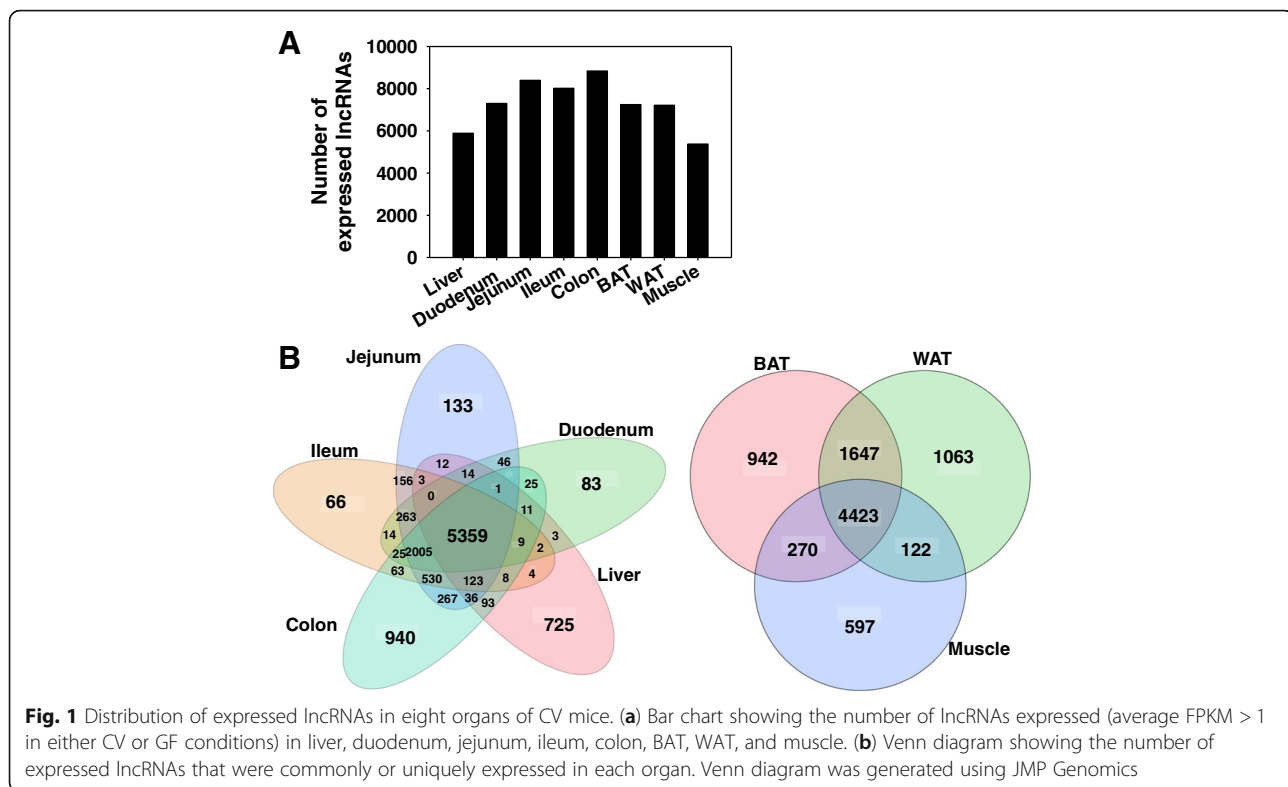 A
Number of
expressed lncRNAs
10000
8000
6000
4000
2000
0
Liver
Duodenum
Jejunum
Ileum
Colon
BAT
WAT
Muscle
B
Jejunum
133
Duodenum
Ileum
12
46
156
3
14
1
25
83
66
0
263
11
14
5359
9
3
25
2005
2
63
530
123
8
4
Liver
267
36
93
Colon
940
725
BAT
WAT
942
1647
1063
4423
270
122
597
Muscle
Fig. 1 Distribution of expressed lncRNAs in eight organs of CV mice. (a) Bar chart showing the number of lncRNAs expressed (average FPKM > 1
in either CV or GF conditions) in liver, duodenum, jejunum, ileum, colon, BAT, WAT, and muscle. (b) Venn diagram showing the number of
expressed lncRNAs that were commonly or uniquely expressed in each organ. Venn diagram was generated using JMP Genomics